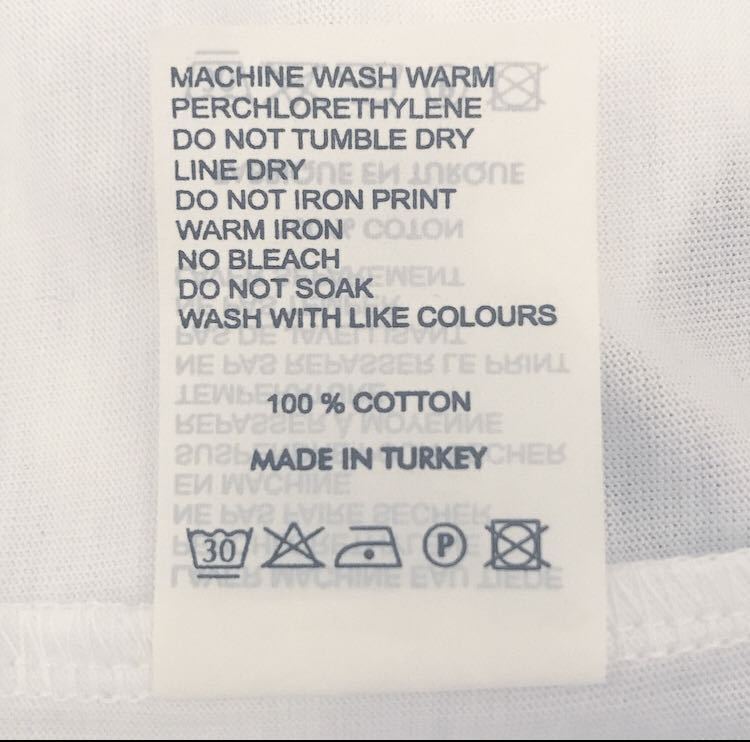 MACHINE WASH WARM
PERCHLORETHYLENE
DO NOT TUMBLE DRY
LINE DRY
DO NOT IRON PRINT
WARM IRON
NO BLEACH
DO NOT SOAK
WASH WITH LIKE COLOURS
100 % COTTON
MADE IN TURKEY
30 P